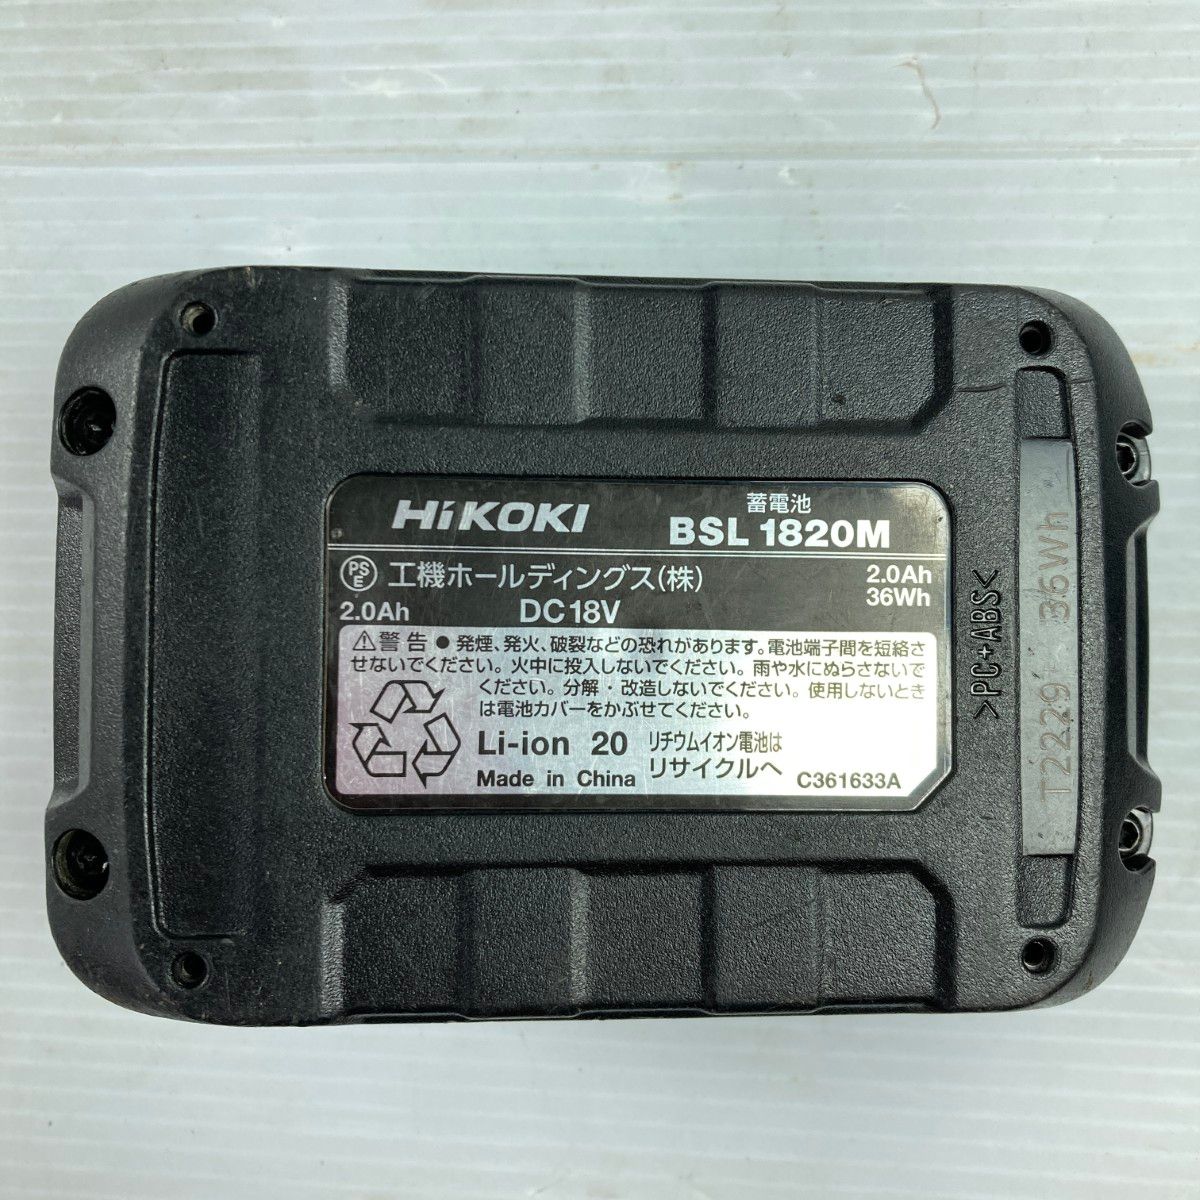 HiKOKI
蓄電池
BSL 1820M
PS E 工機ホールディングス(株)
2.0Ah
36Wh
2.0Ah DC18V
⚠警告 ● 発煙、発火、破裂などの恐れがあります。電池端子間を短絡さ
せないでください。火中に投入しないでください。雨や水にぬらさないで
ください。分解・改造しないでください。使用しないとき
は電池カバーをかぶせてください。
Li-ion 20 リチウムイオン電池は
Made in China リサイクルへ
C361633A
>PC+ABS<
T2229 36Wh